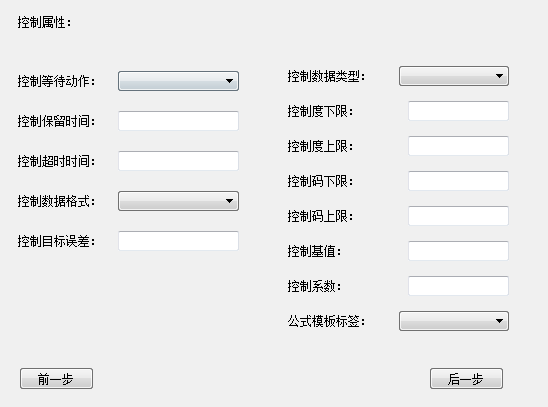 控制属性:
控制等待动作:
控制保留时间:
控制超时时间:
控制数据格式:
控制目标误差:
控制数据类型:
控制度下限:
控制度上限:
控制码下限:
控制码上限:
控制基值:
控制系数:
公式模板标签:
前一步
后一步